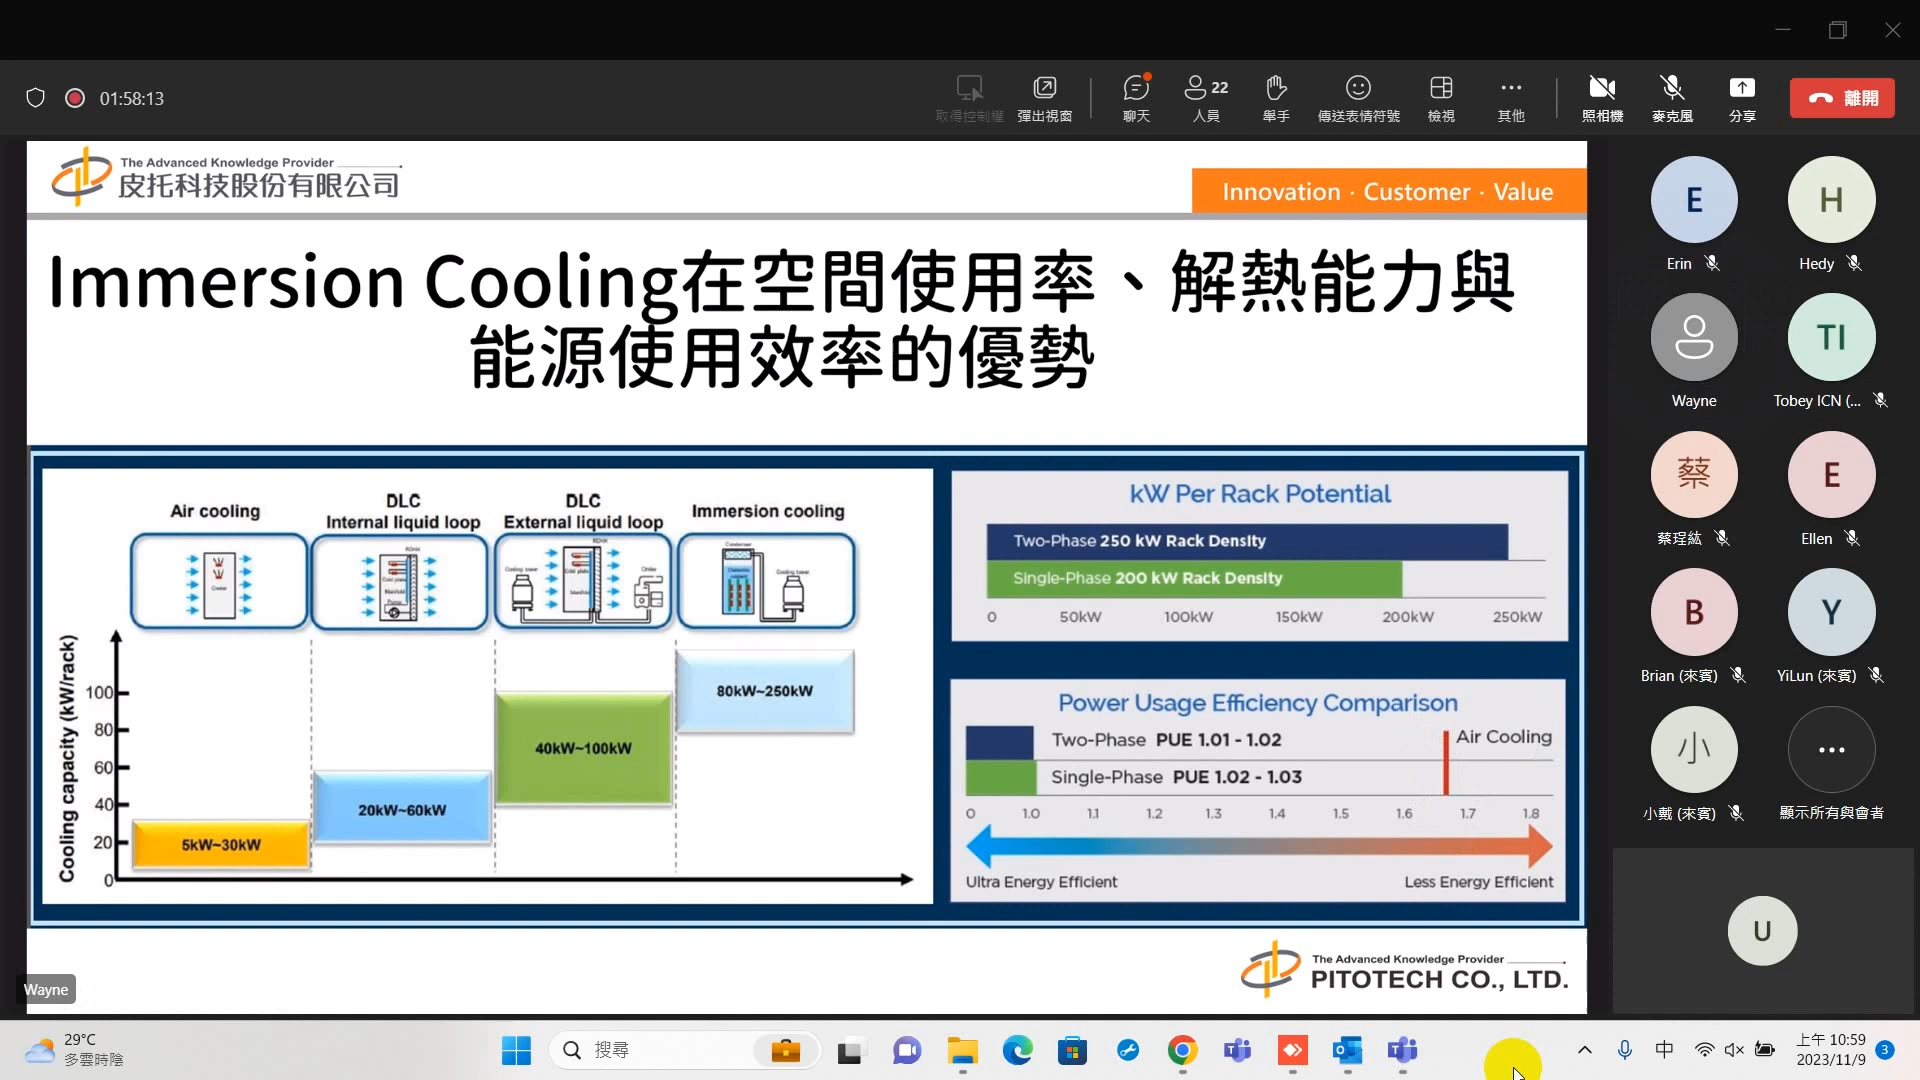 01:58:13
取得控制權
彈出視窗
聊天
22
人員
舉手
傳送表情符號
檢視
其他
照相機
麥克風
分享
離開
The Advanced Knowledge Provider
皮托科技股份有限公司
Innovation · Customer · Value
Immersion Cooling在空間使用率、解熱能力與
能源使用效率的優勢
Air cooling
DLC
Internal liquid loop
DLC
External liquid loop
Immersion cooling
Cooling capacity (kW/rack)
100
80
60
40
20
0
5kW~30kW
20kW~60kW
40kW~100kW
80kW~250kW
kW Per Rack Potential
Two-Phase 250 kW Rack Density
Single-Phase 200 kW Rack Density
0 50kW 100kW 150kW 200kW 250kW
Power Usage Efficiency Comparison
Two-Phase PUE 1.01 - 1.02
Air Cooling
Single-Phase PUE 1.02 - 1.03
0 1.0 1.1 1.2 1.3 1.4 1.5 1.6 1.7 1.8
Ultra Energy Efficient
Less Energy Efficient
The Advanced Knowledge Provider
PITOTECH CO., LTD.
Wayne
E
Erin
H
Hedy
Wayne
TI
Tobey ICN (...
蔡
蔡珵紘
E
Ellen
B
Brian (來賓)
Y
YiLun (來賓)
小
小戴 (來賓)
顯示所有與會者
U
29°C
多雲時陰
搜尋
中
上午 10:59
2023/11/9
3